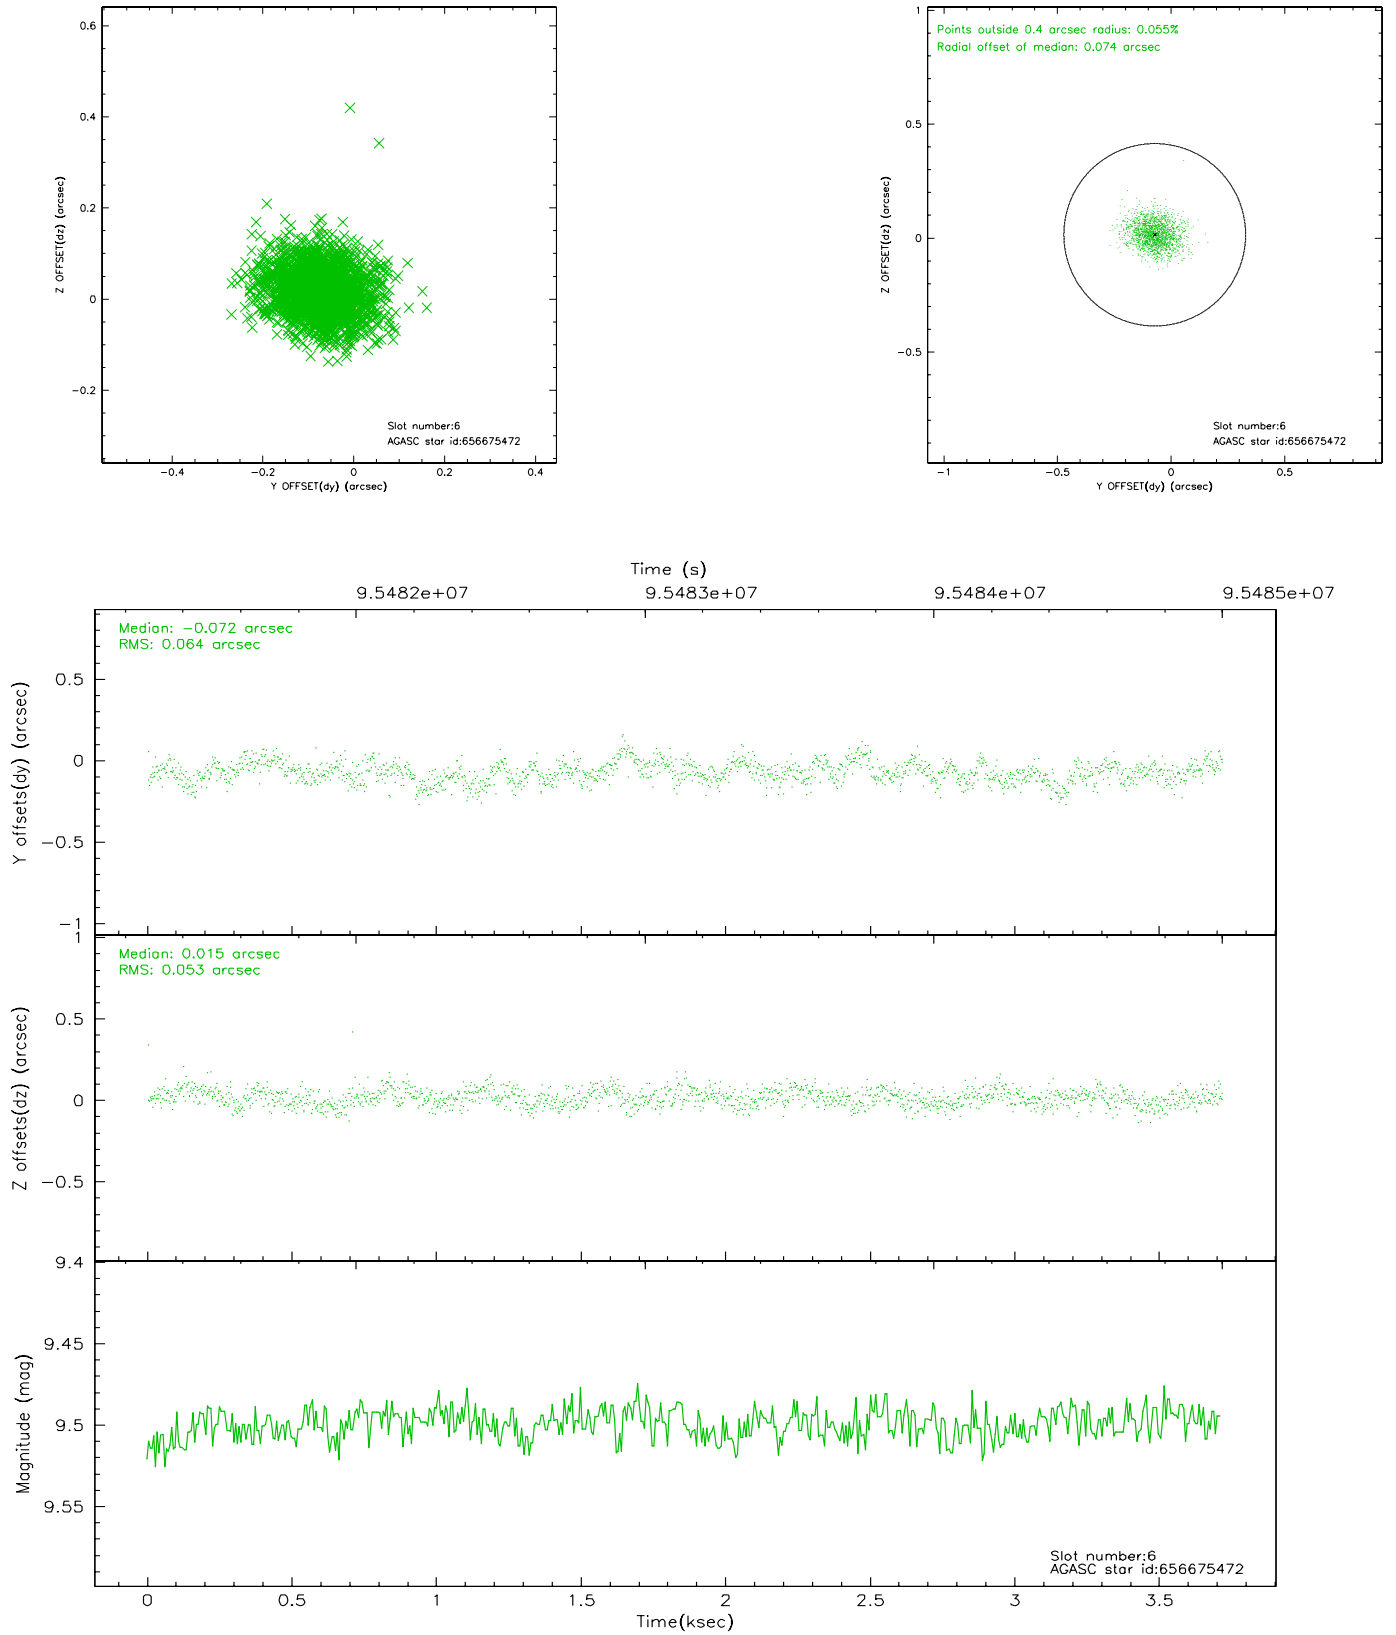 0.6
0.4
0.2
0
−0.2
Z OFFSET(dz) (arcsec)
Slot number:6
AGASC star id:656675472
−0.4 −0.2 0 0.2 0.4
Y OFFSET(dy) (arcsec)
Points outside 0.4 arcsec radius: 0.055%
Radial offset of median: 0.074 arcsec
1
0.5
0
−0.5
Z OFFSET(dz) (arcsec)
Slot number:6
AGASC star id:656675472
−1 −0.5 0 0.5
Y OFFSET(dy) (arcsec)
Time (s)
9.5482e+07 9.5483e+07 9.5484e+07 9.5485e+07
Median: −0.072 arcsec
RMS: 0.064 arcsec
0.5
0
−0.5
−1
Y offsets(dy) (arcsec)
Median: 0.015 arcsec
RMS: 0.053 arcsec
1
0.5
0
−0.5
Z offsets(dz) (arcsec)
9.4
9.45
9.5
9.55
Magnitude (mag)
Slot number:6
AGASC star id:656675472
0 0.5 1 1.5 2 2.5 3 3.5
Time(ksec)